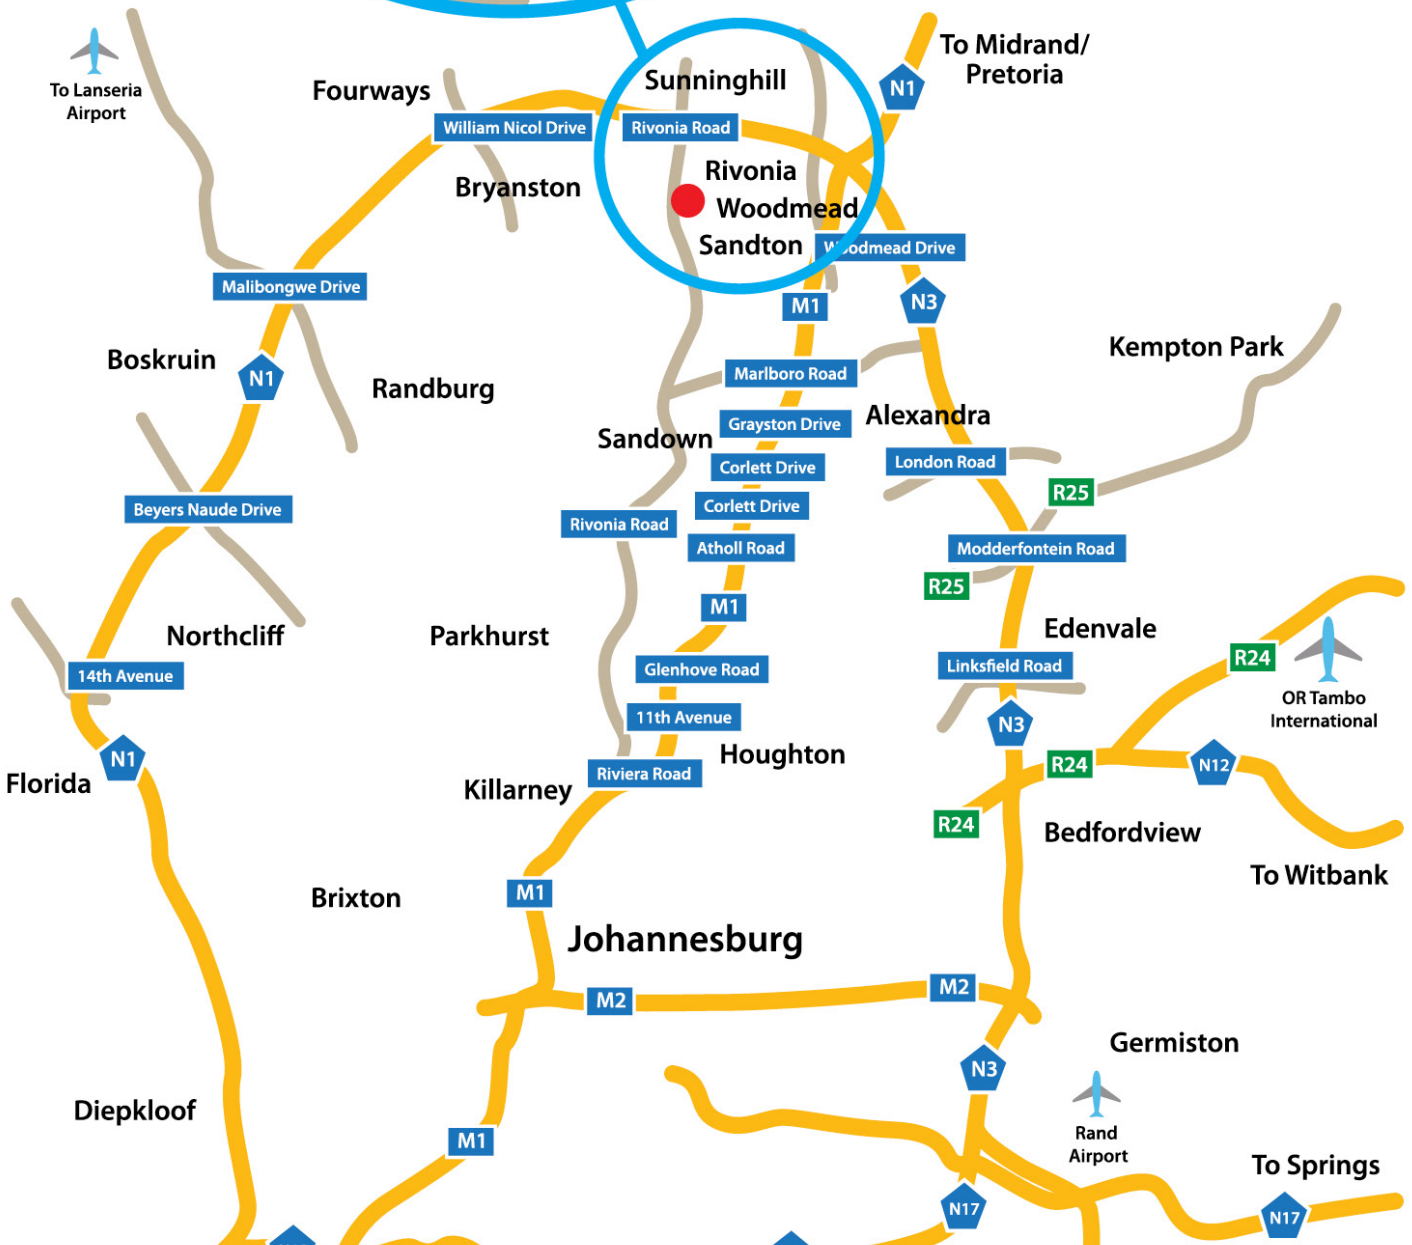 To Midrand/
Pretoria
N1
Sunninghill
To Lanseria
Airport
Fourways
William Nicol Drive
Rivonia Road
Rivonia
Bryanston
Woodmead
Sandton
Woodmead Drive
Malibongwe Drive
M1
N3
Kempton Park
Boskruin
N1
Randburg
Marlboro Road
Alexandra
Grayston Drive
Sandown
London Road
Corlett Drive
R25
Beyers Naude Drive
Corlett Drive
Rivonia Road
Atholl Road
Modderfontein Road
R25
M1
Northcliff
Parkhurst
Edenvale
R24
14th Avenue
Glenhove Road
Linksfield Road
OR Tambo
International
11th Avenue
N3
N1
Houghton
Florida
Riviera Road
R24
N12
Killarney
R24
Bedfordview
To Witbank
M1
Brixton
Johannesburg
M2
M2
Germiston
N3
Diepkloof
Rand
Airport
M1
To Springs
N17
N17